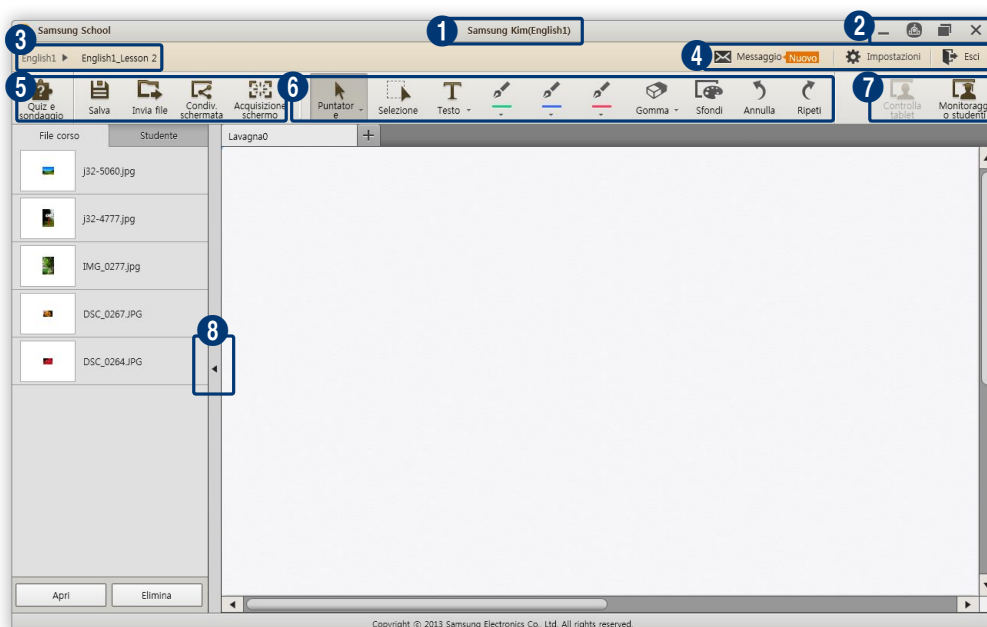 Samsung School
1
Samsung Kim(English1)
2
3
English1 ▶ English1_Lesson 2
4
Messaggio Nuovo
Impostazioni
Esci
5
Quiz e
sondaggio
Salva
Invia file
Condiv.
schermata
Acquisizione
schermo
6
Puntator
e
Selezione
T
Testo
Gomma
Sfondi
Annulla
Ripeti
7
Controlla
tablet
Monitoragg
o studenti
File corso
Studente
Lavagna0
+
j32-5060.jpg
j32-4777.jpg
IMG_0277.jpg
DSC_0267.JPG
8
DSC_0264.JPG
Apri
Elimina
Copyright © 2013 Samsung Electronics Co., Ltd. All rights reserved.